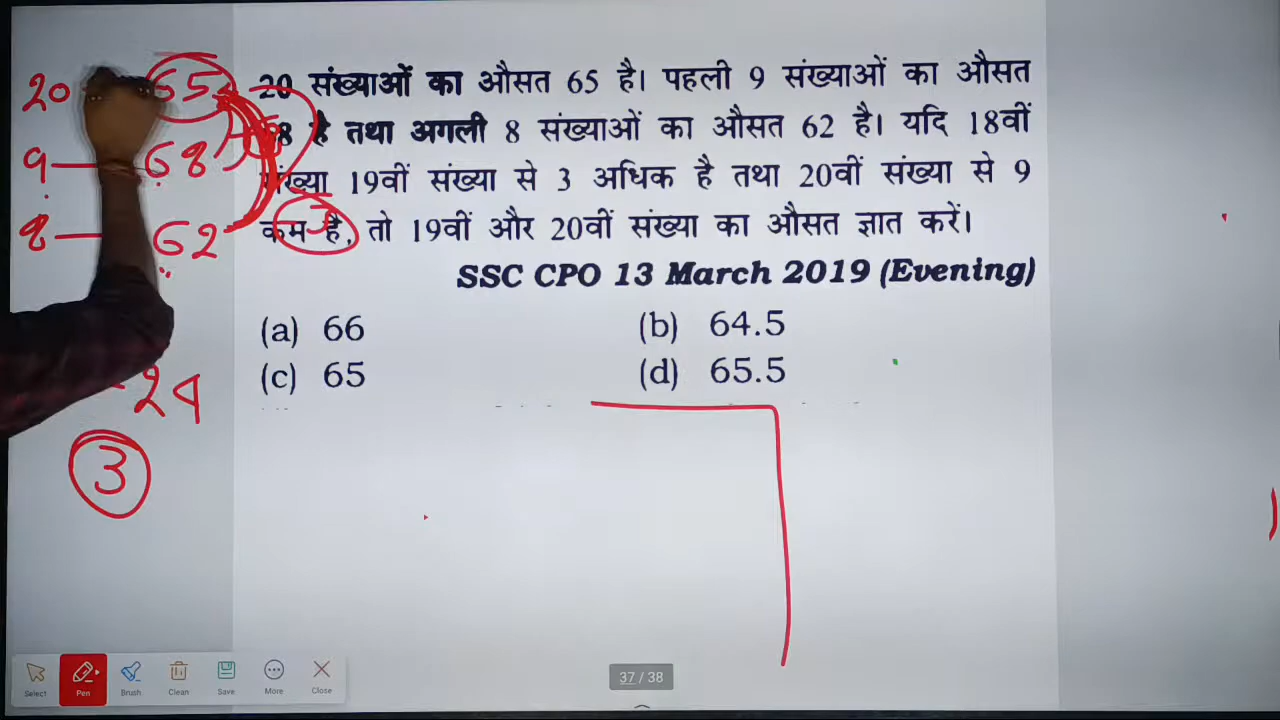 20 65
9 — 68
8 — 62
24
3
20 संख्याओं का औसत 65 है। पहली 9 संख्याओं का औसत
8 है तथा अगली 8 संख्याओं का औसत 62 है। यदि 18वीं
संख्या 19वीं संख्या से 3 अधिक है तथा 20वीं संख्या से 9
कम है, तो 19वीं और 20वीं संख्या का औसत ज्ञात करें।
3
SSC CPO 13 March 2019 (Evening)
(a) 66 (b) 64.5
(c) 65 (d) 65.5
Select Pen Brush Clean Save More Close
37 / 38